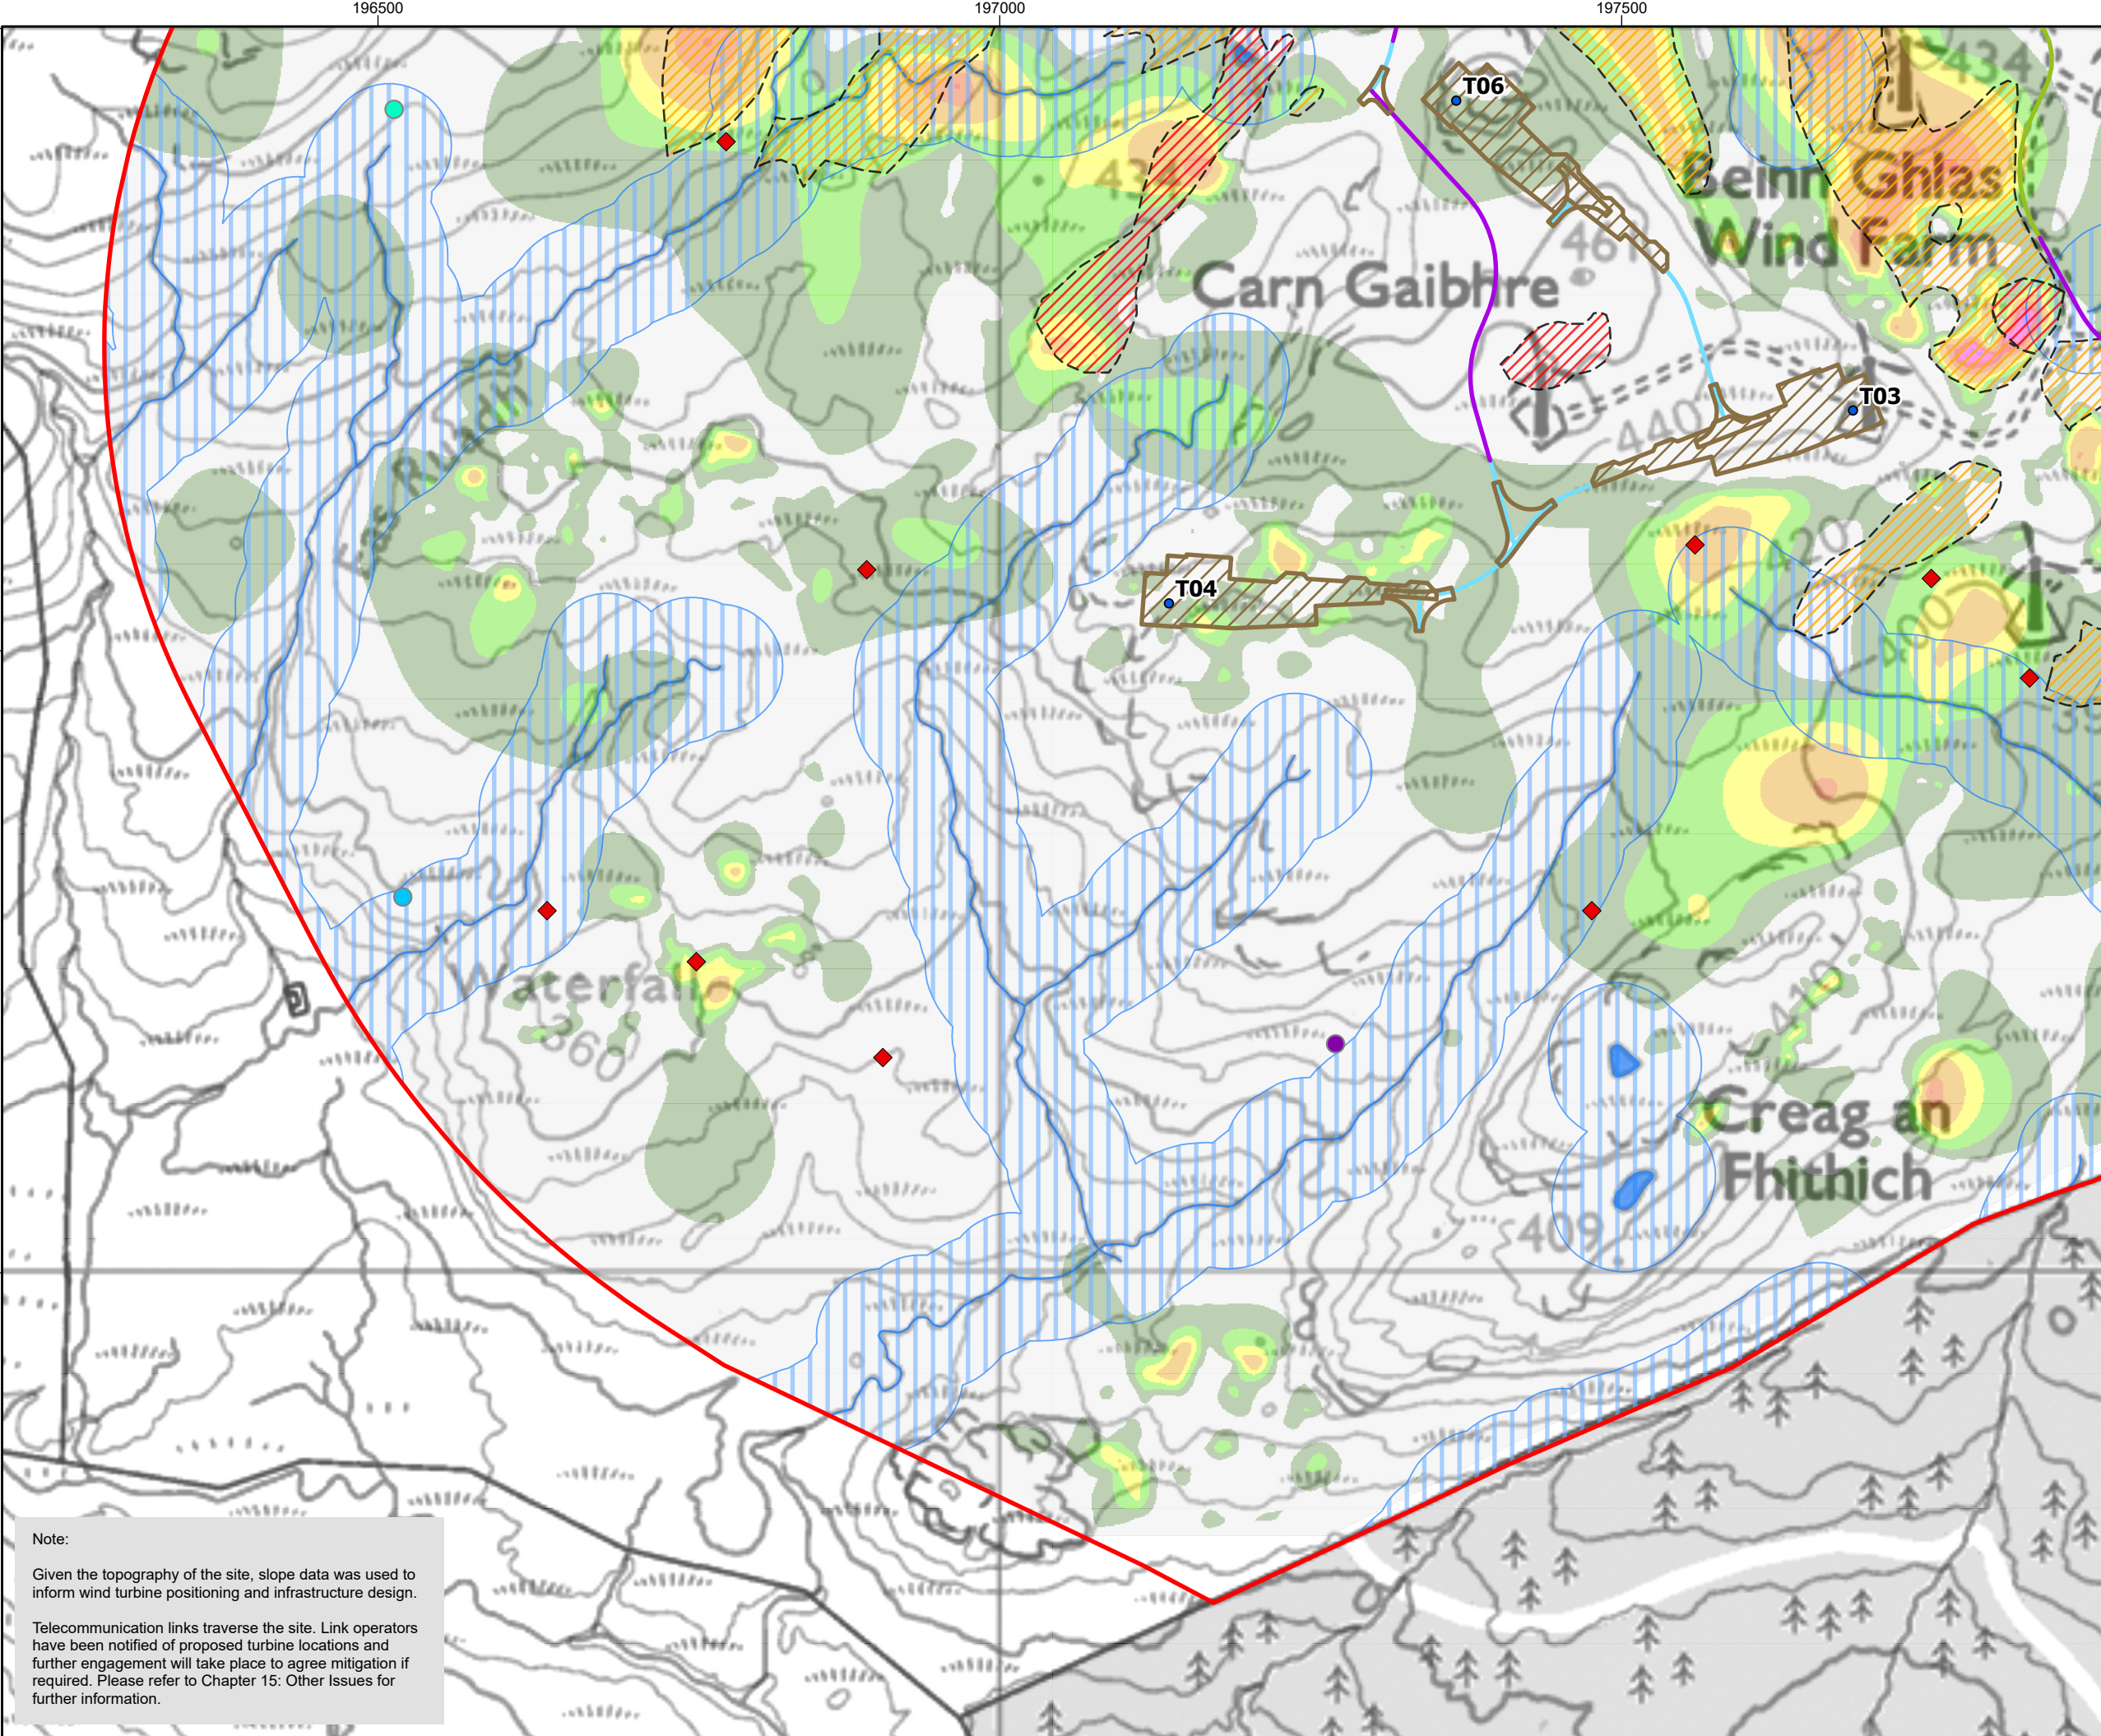 196500 197000 197500
T06
434
434
Beinn Ghlas
Wind Farm
461
Carn Gaibhre
T03
440
420
T04
400
Waterfall
360
Creag an
Fhithich
409
Note:
Given the topography of the site, slope data was used to
inform wind turbine positioning and infrastructure design.
Telecommunication links traverse the site. Link operators
have been notified of proposed turbine locations and
further engagement will take place to agree mitigation if
required. Please refer to Chapter 15: Other Issues for
further information.